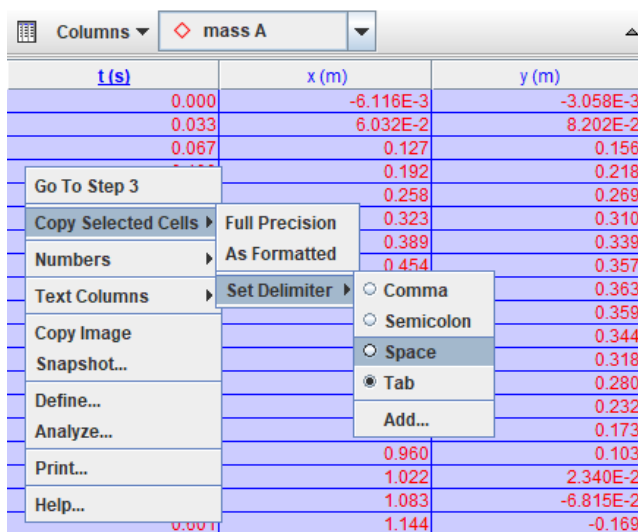 Columns mass A
t (s) x (m) y (m)
0.000 -6.116E-3 -3.058E-3
0.033 6.032E-2 8.202E-2
0.067 0.127 0.156
0.192 0.218
Go To Step 3 0.258 0.269
Copy Selected Cells Full Precision 0.323 0.310
0.389 0.339
Numbers As Formatted 0.454 0.357
Text Columns Set Delimiter Comma 0.363
0.359
Copy Image Semicolon 0.344
Snapshot... Space 0.318
Tab 0.280
Define... 0.232
Analyze... Add... 0.173
0.960 0.103
Print... 1.022 2.340E-2
Help... 1.083 -6.815E-2
1.144 -0.169